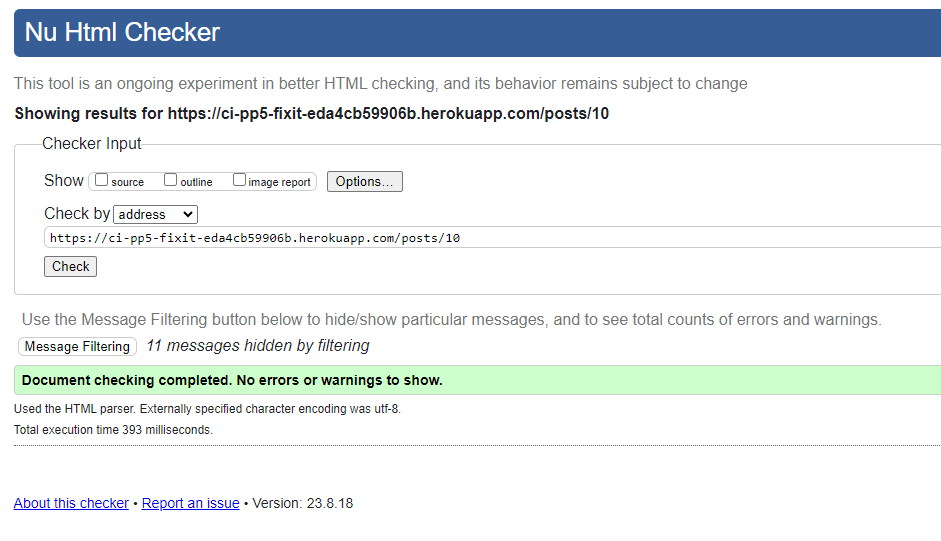 Nu Html Checker
This tool is an ongoing experiment in better HTML checking, and its behavior remains subject to change
Showing results for https://ci-pp5-fixit-eda4cb59906b.herokuapp.com/posts/10
Checker Input
Show source outline image report Options...
Check by address
https://ci-pp5-fixit-eda4cb59906b.herokuapp.com/posts/10
Check
Use the Message Filtering button below to hide/show particular messages, and to see total counts of errors and warnings.
Message Filtering 11 messages hidden by filtering
Document checking completed. No errors or warnings to show.
Used the HTML parser. Externally specified character encoding was utf-8.
Total execution time 393 milliseconds.
About this checker • Report an issue • Version: 23.8.18